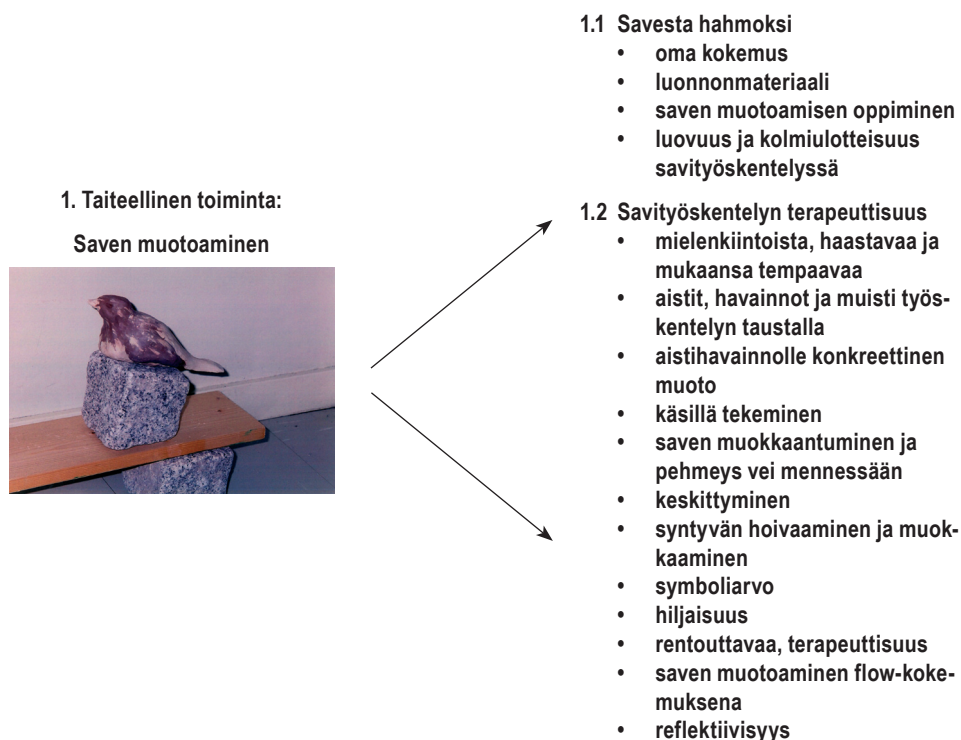 1. Taiteellinen toiminta:
Saven muotoaminen
1.1 Savesta hahmoksi
• oma kokemus
• luonnonmateriaali
• saven muotoamisen oppiminen
• luovuus ja kolmiulotteisuus
savityöskentelyssä
1.2 Savityöskentelyn terapeuttisuus
• mielenkiintoista, haastavaa ja
mukaansa tempaavaa
• aistit, havainnot ja muisti työs-
kentelyn taustalla
• aistihavainnolle konkreettinen
muoto
• käsillä tekeminen
• saven muokkaantuminen ja
pehmeys vei mennessään
• keskittyminen
• syntyvän hoivaaminen ja muok-
kaaminen
• symboliarvo
• hiljaisuus
• rentouttavaa, terapeuttisuus
• saven muotoaminen flow-koke-
muksena
• reflektiivisyys